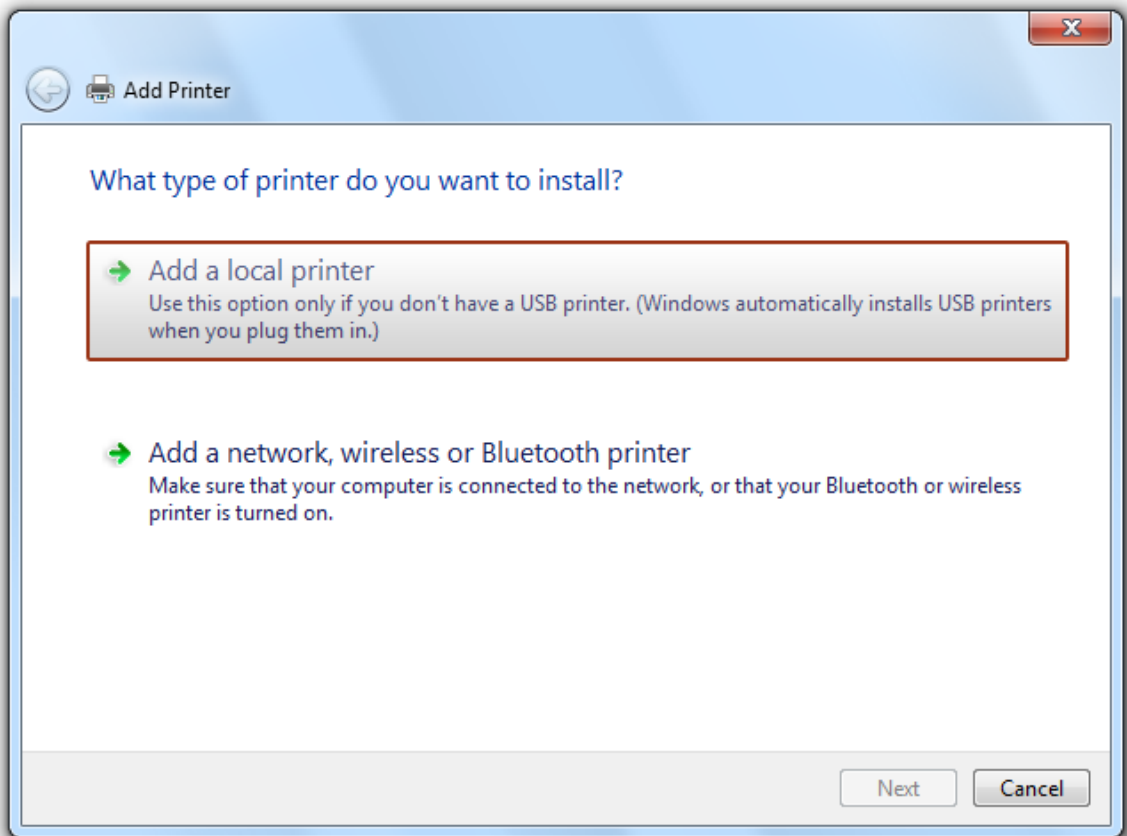 X
Add Printer
What type of printer do you want to install?
Add a local printer
Use this option only if you don't have a USB printer. (Windows automatically installs USB printers
when you plug them in.)
Add a network, wireless or Bluetooth printer
Make sure that your computer is connected to the network, or that your Bluetooth or wireless
printer is turned on.
Next
Cancel